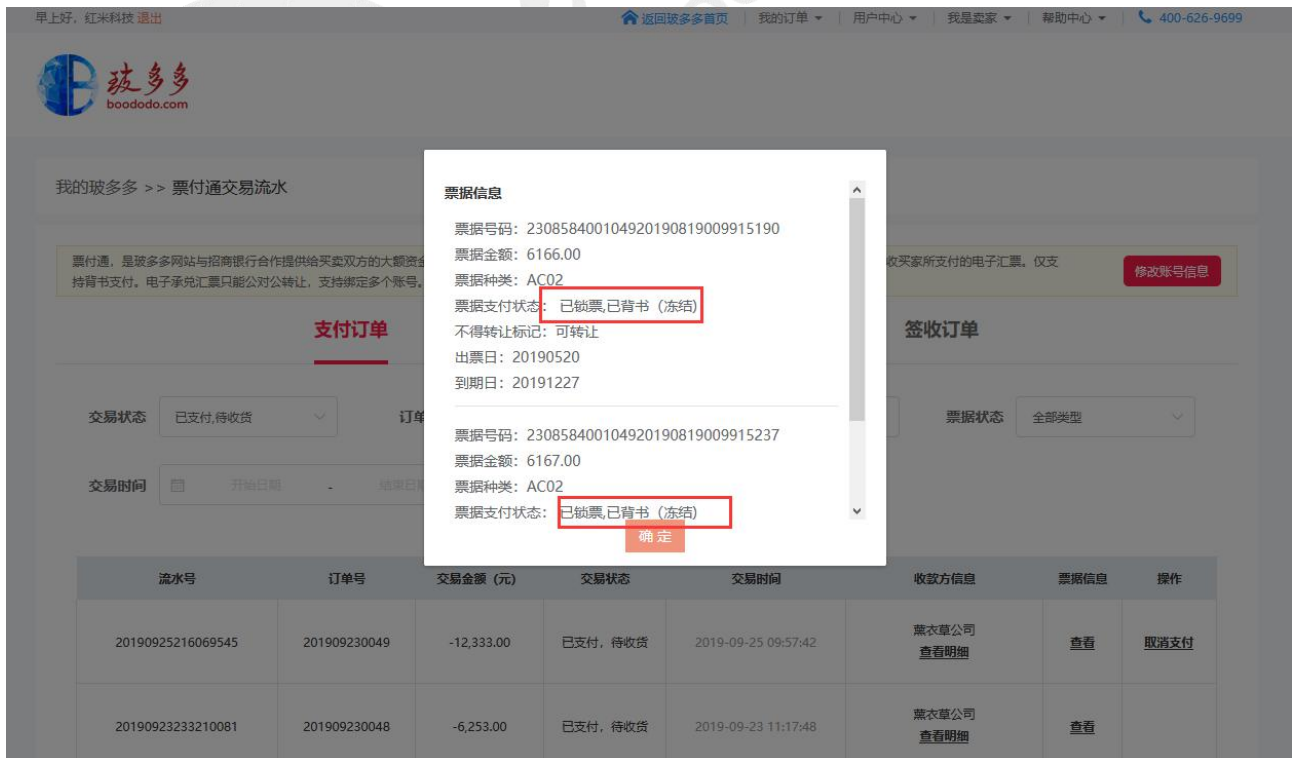 早上好, 红米科技 退出
返回玻多多首页 我的订单 用户中心 我是卖家 帮助中心 400-626-9699
玻多多
boododo.com
我的玻多多 >> 票付通交易流水
票付通, 是玻多多网站与招商银行合作提供给买卖双方的大额资
收买家所支付的电子汇票。仅支
持背书支付。电子承兑汇票只能公对公转让, 支持绑定多个账号。
修改账号信息
支付订单
签收订单
交易状态 已支付,待收货
票据状态 全部类型
交易时间 开始日期 -
票据信息
票据号码: 230858400104920190819009915190
票据金额: 6166.00
票据种类: AC02
票据支付状态: 已锁票,已背书 (冻结)
不得转让标记: 可转让
出票日: 20190520
到期日: 20191227
票据号码: 230858400104920190819009915237
票据金额: 6167.00
票据种类: AC02
票据支付状态: 已锁票,已背书 (冻结)
确定
流水号 订单号 交易金额 (元) 交易状态 交易时间 收款方信息 票据信息 操作
20190925216069545 201909230049 -12,333.00 已支付, 待收货 2019-09-25 09:57:42 薰衣草公司 查看 取消支付
查看明细
20190923233210081 201909230048 -6,253.00 已支付, 待收货 2019-09-23 11:17:48 薰衣草公司 查看
查看明细